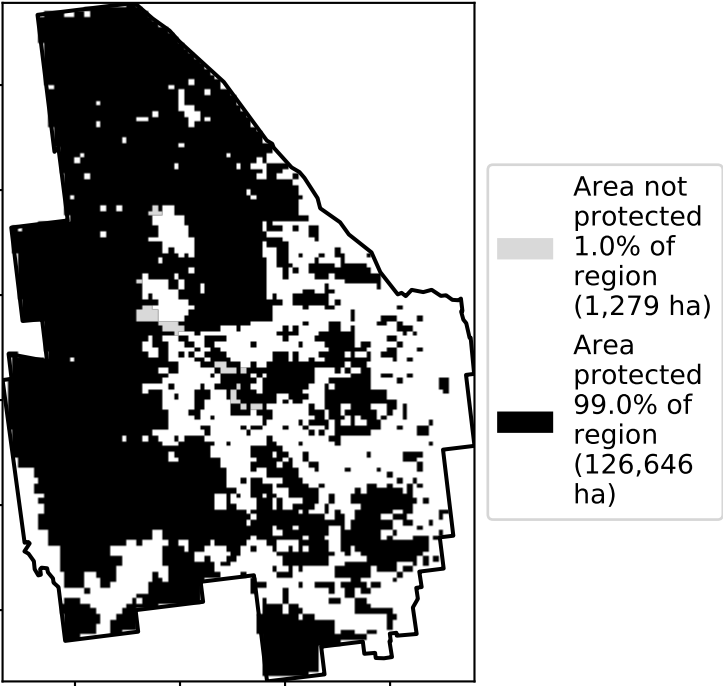 Area not
protected
1.0% of
region
(1,279 ha)
Area
protected
99.0% of
region
(126,646
ha)